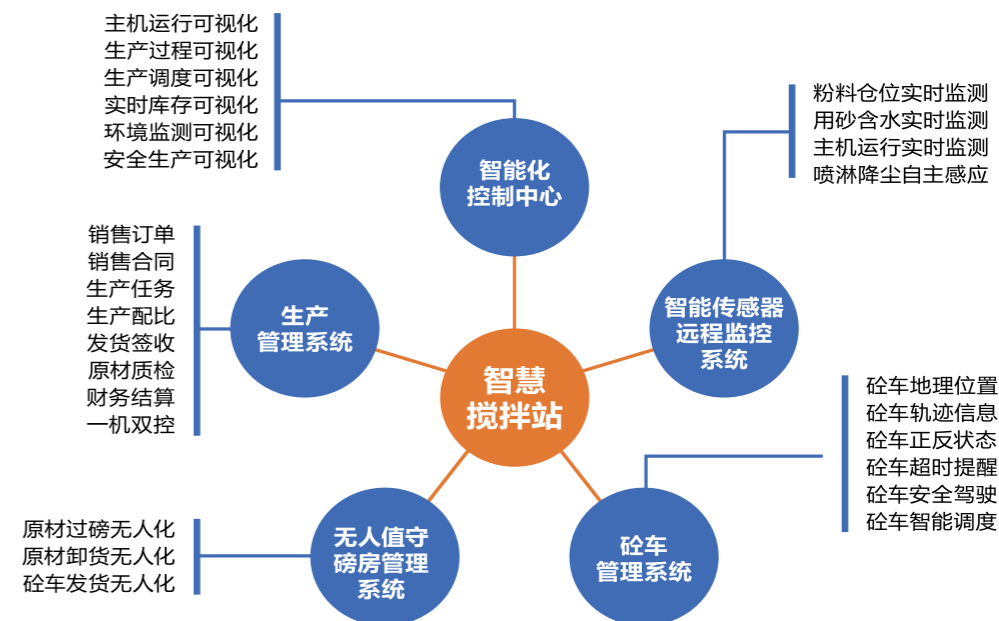 主机运行可视化
生产过程可视化
生产调度可视化
实时库存可视化
环境监测可视化
安全生产可视化
智能化
控制中心
粉料仓位实时监测
用砂含水实时监测
主机运行实时监测
喷淋降尘自主感应
智能传感器
远程监控
系统
销售订单
销售合同
生产任务
生产配比
发货签收
原材质检
财务结算
一机双控
生产
管理系统
智慧
搅拌站
砼车地理位置
砼车轨迹信息
砼车正反状态
砼车超时提醒
砼车安全驾驶
砼车智能调度
砼车
管理系统
原材过磅无人化
原材卸货无人化
砼车发货无人化
无人值守
磅房管理
系统